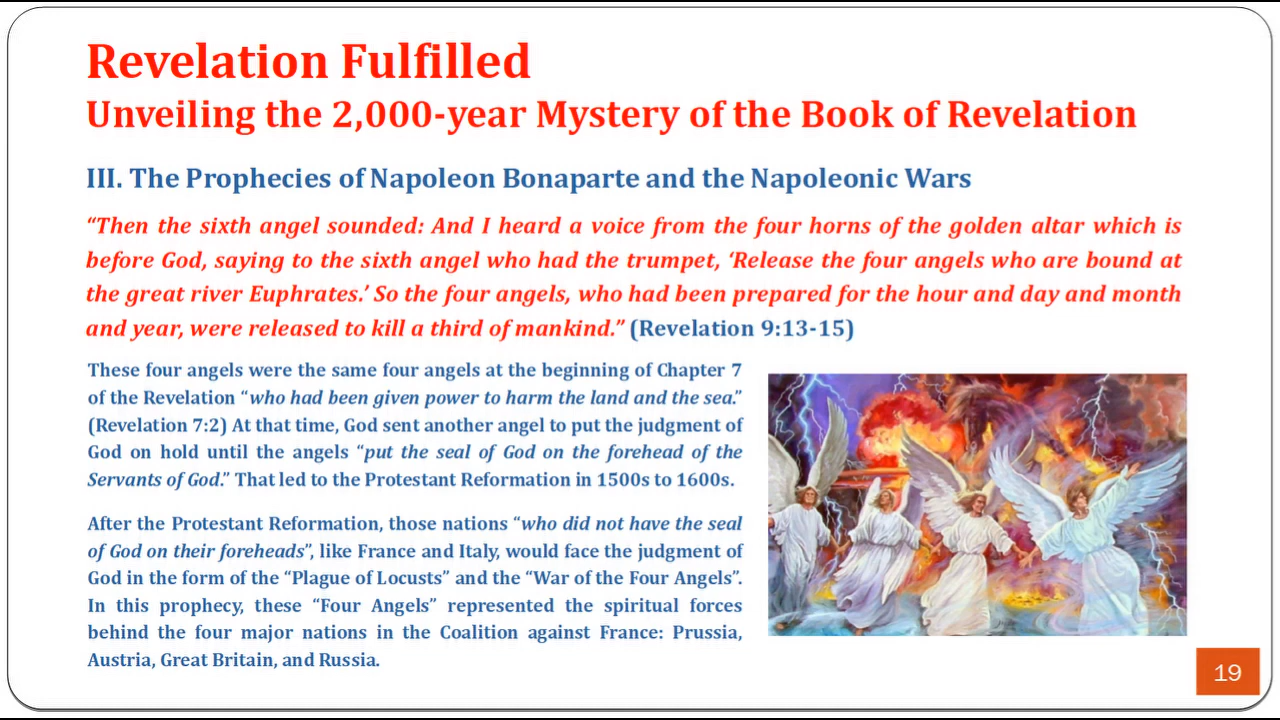 Revelation Fulfilled
Unveiling the 2,000-year Mystery of the Book of Revelation
III. The Prophecies of Napoleon Bonaparte and the Napoleonic Wars
“Then the sixth angel sounded: And I heard a voice from the four horns of the golden altar which is
before God, saying to the sixth angel who had the trumpet, ‘Release the four angels who are bound at
the great river Euphrates.’ So the four angels, who had been prepared for the hour and day and month
and year, were released to kill a third of mankind.” (Revelation 9:13-15)
These four angels were the same four angels at the beginning of Chapter 7
of the Revelation “who had been given power to harm the land and the sea.”
(Revelation 7:2) At that time, God sent another angel to put the judgment of
God on hold until the angels “put the seal of God on the forehead of the
Servants of God.” That led to the Protestant Reformation in 1500s to 1600s.
After the Protestant Reformation, those nations “who did not have the seal
of God on their foreheads”, like France and Italy, would face the judgment of
God in the form of the “Plague of Locusts” and the “War of the Four Angels”.
In this prophecy, these “Four Angels” represented the spiritual forces
behind the four major nations in the Coalition against France: Prussia,
Austria, Great Britain, and Russia.
19